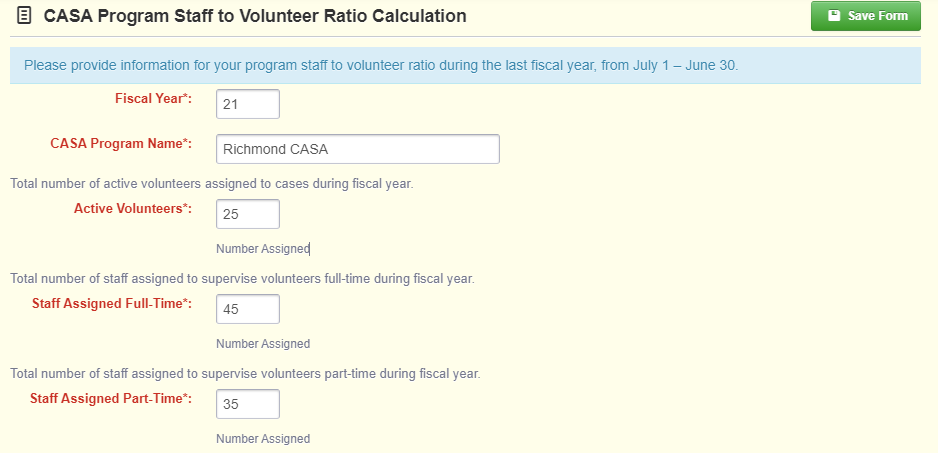 CASA Program Staff to Volunteer Ratio Calculation
Save Form
Please provide information for your program staff to volunteer ratio during the last fiscal year, from July 1 – June 30.
Fiscal Year*: 21
CASA Program Name*: Richmond CASA
Total number of active volunteers assigned to cases during fiscal year.
Active Volunteers*: 25
Number Assigned
Total number of staff assigned to supervise volunteers full-time during fiscal year.
Staff Assigned Full-Time*: 45
Number Assigned
Total number of staff assigned to supervise volunteers part-time during fiscal year.
Staff Assigned Part-Time*: 35
Number Assigned